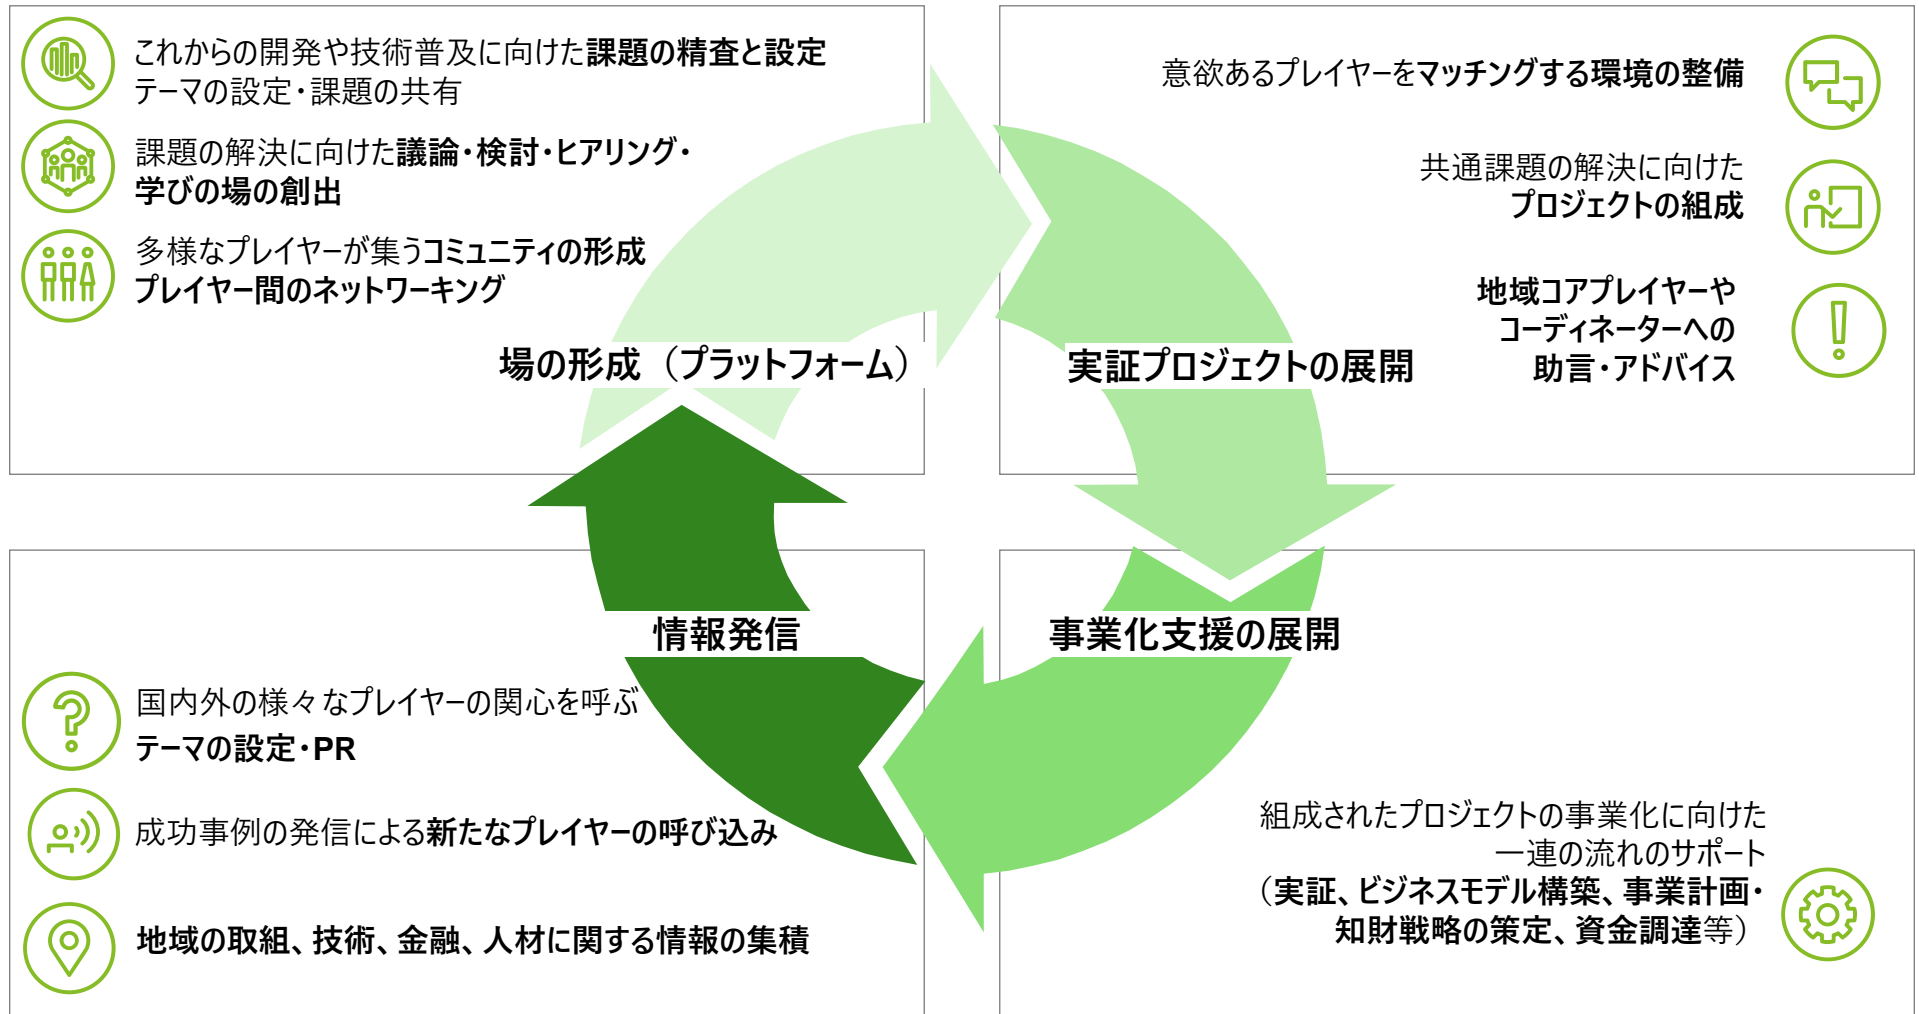 これからの開発や技術普及に向けた課題の精査と設定
テーマの設定・課題の共有
課題の解決に向けた議論・検討・ヒアリング・
学びの場の創出
多様なプレイヤーが集うコミュニティの形成
プレイヤー間のネットワーキング
場の形成（プラットフォーム）
意欲あるプレイヤーをマッチングする環境の整備
共通課題の解決に向けた
プロジェクトの組成
地域コアプレイヤーや
コーディネーターへの
助言・アドバイス
実証プロジェクトの展開
情報発信
国内外の様々なプレイヤーの関心を呼ぶ
テーマの設定・PR
成功事例の発信による新たなプレイヤーの呼び込み
地域の取組、技術、金融、人材に関する情報の集積
事業化支援の展開
組成されたプロジェクトの事業化に向けた
一連の流れのサポート
（実証、ビジネスモデル構築、事業計画・
知財戦略の策定、資金調達等）